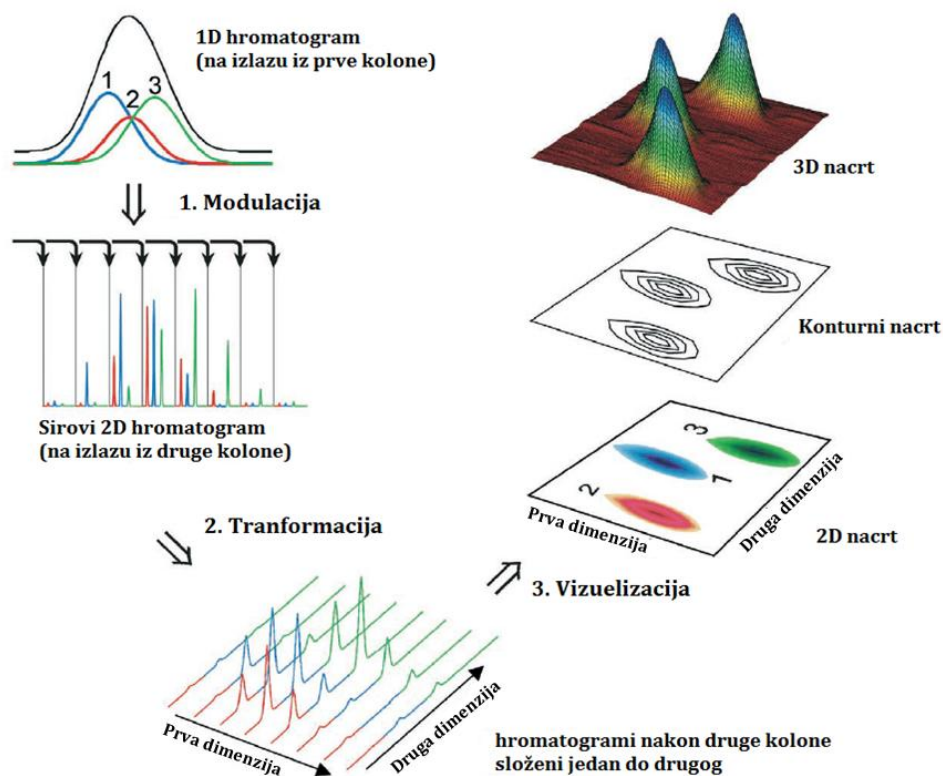 1D hromatogram
(na izlazu iz prve kolone)
1
2
3
1. Modulacija
Sirovi 2D hromatogram
(na izlazu iz druge kolone)
2. Tranformacija
Prva dimenzija
Druga dimenzija
hromatogrami nakon druge kolone
složeni jedan do drugog
3. Vizuelizacija
3D nacrt
Konturni nacrt
3
1
2
Prva dimenzija
Druga dimenzija
2D nacrt